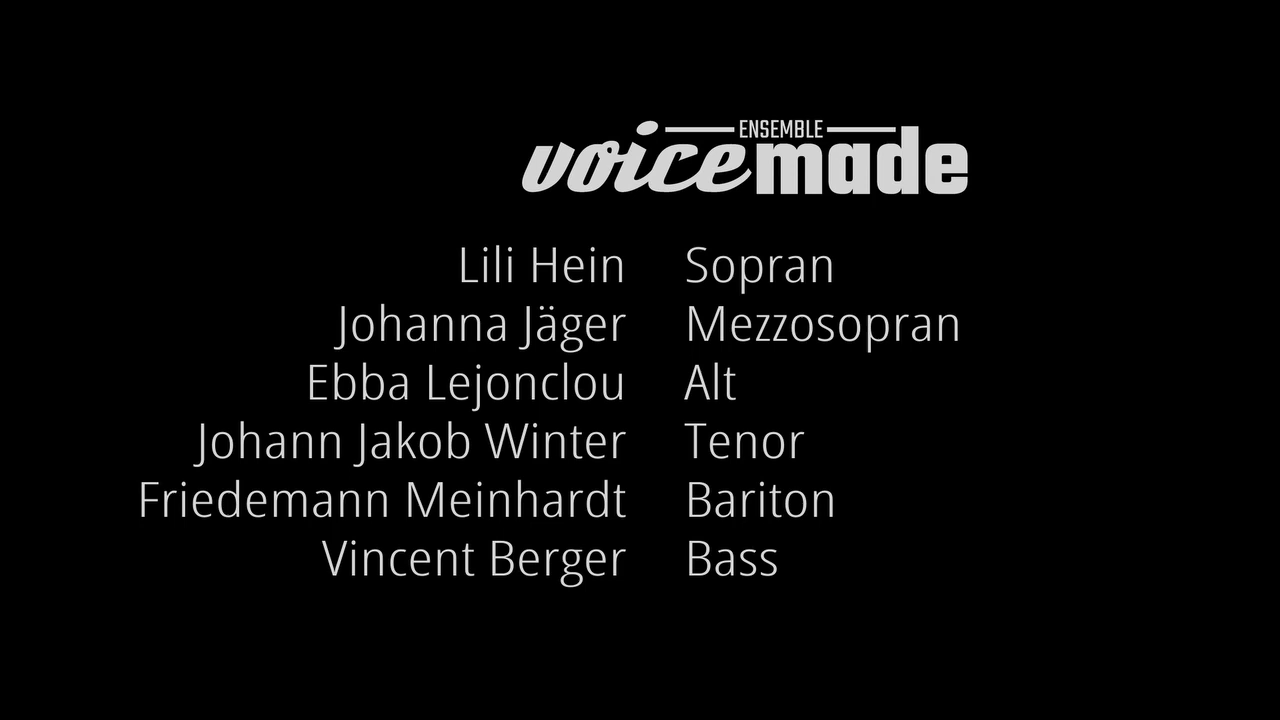 ENSEMBLE
voicemade
Lili Hein Sopran
Johanna Jäger Mezzosopran
Ebba Lejonclou Alt
Johann Jakob Winter Tenor
Friedemann Meinhardt Bariton
Vincent Berger Bass